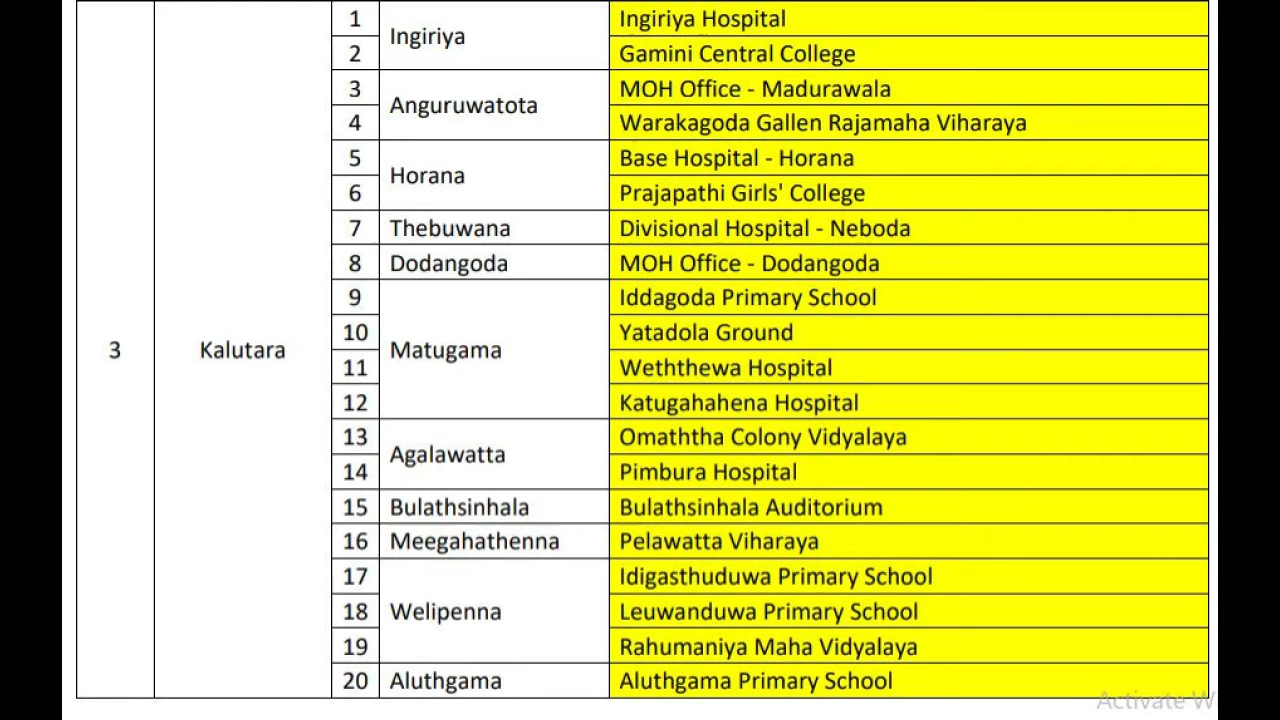 3 Kalutara
1 Ingiriya Ingiriya Hospital
2 Gamini Central College
3 Anguruwatota MOH Office - Madurawala
4 Warakagoda Gallen Rajamaha Viharaya
5 Horana Base Hospital - Horana
6 Prajapathi Girls' College
7 Thebuwana Divisional Hospital - Neboda
8 Dodangoda MOH Office - Dodangoda
9 Matugama Iddagoda Primary School
10 Yatadola Ground
11 Weththewa Hospital
12 Katugahahena Hospital
13 Agalawatta Omaththa Colony Vidyalaya
14 Pimbura Hospital
15 Bulathsinhala Bulathsinhala Auditorium
16 Meegahathenna Pelawatta Viharaya
17 Welipenna Idigasthuduwa Primary School
18 Leuwanduwa Primary School
19 Rahumaniya Maha Vidyalaya
20 Aluthgama Aluthgama Primary School
Activate W